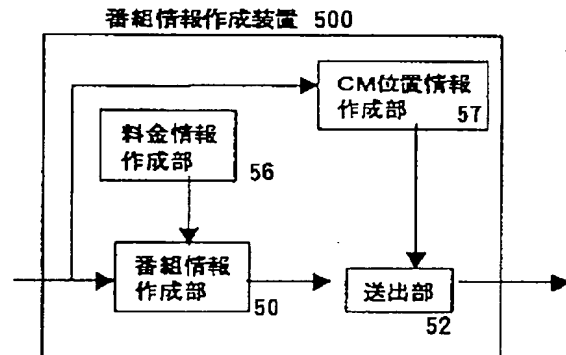 番組情報作成装置 500
CM位置情報
作成部 57
料金情報
作成部 56
番組情報
作成部 50
送出部
52